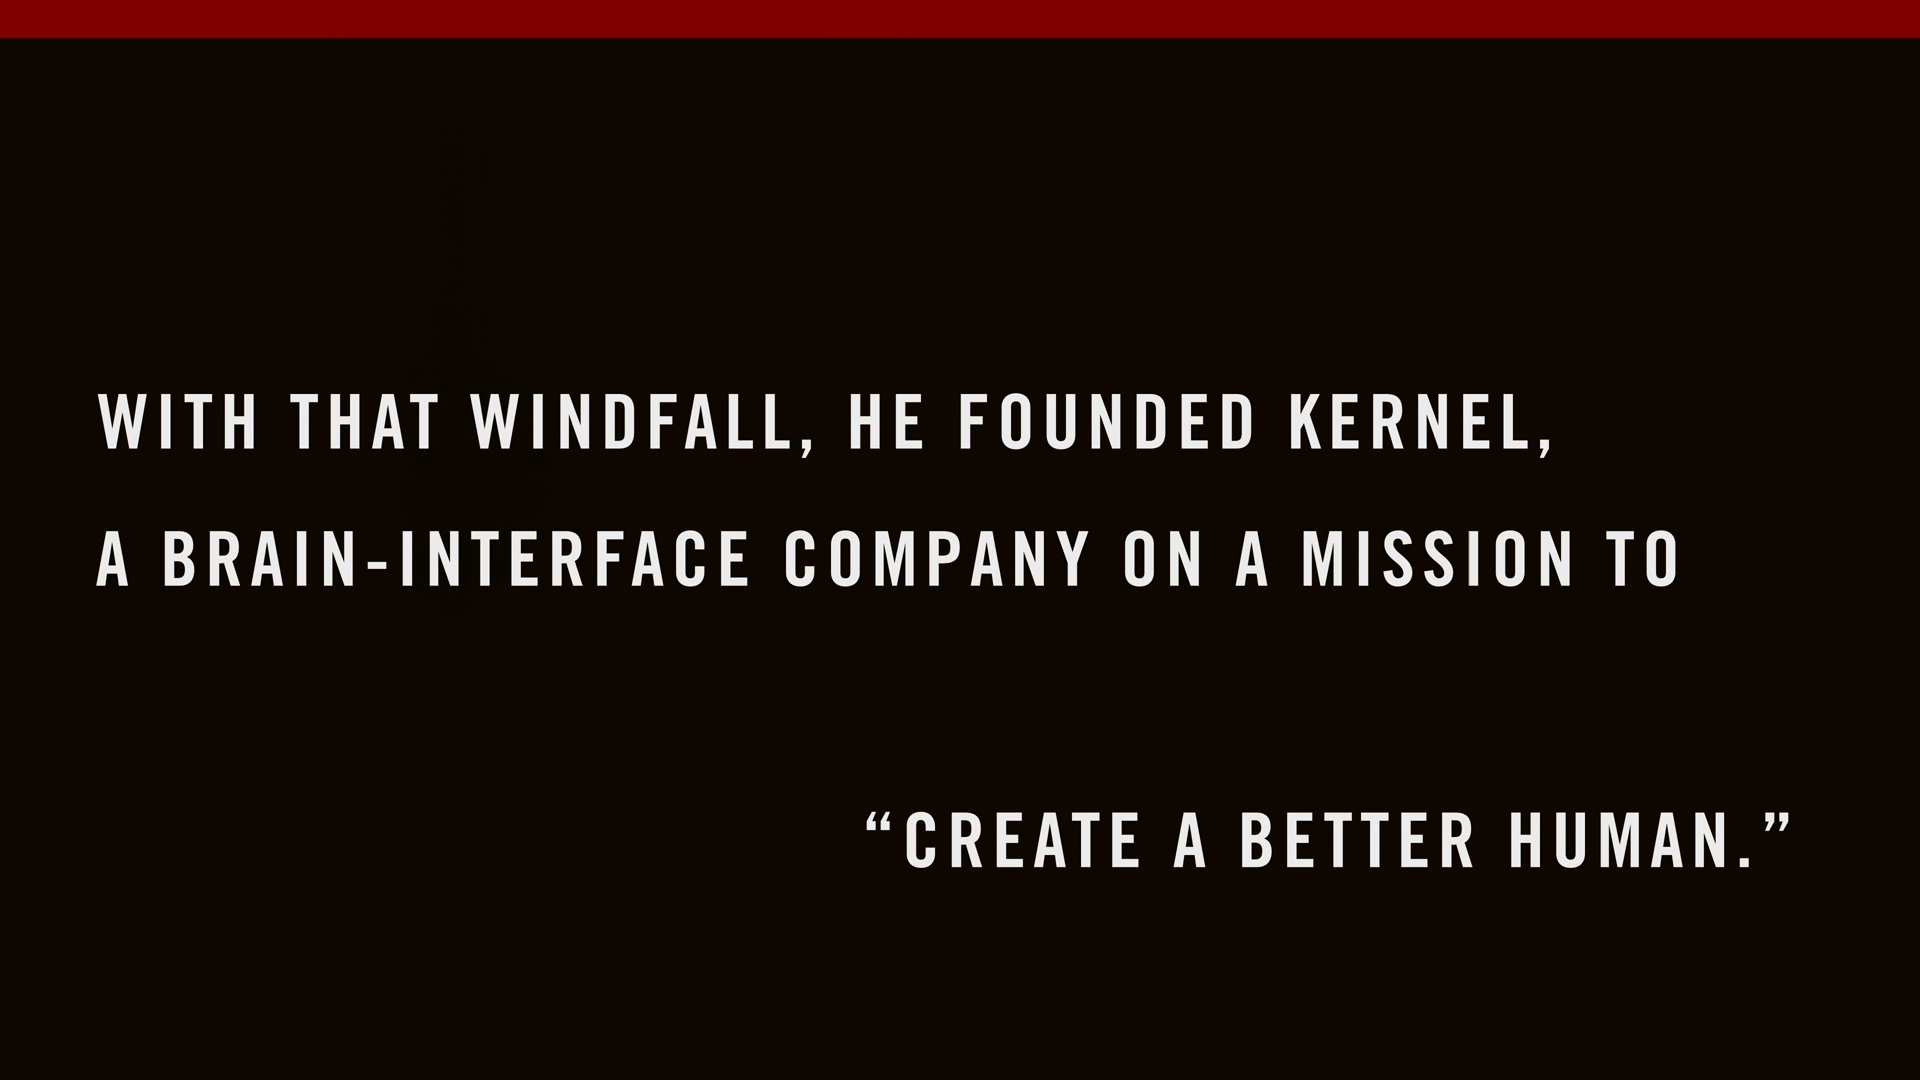 WITH THAT WINDFALL, HE FOUNDED KERNEL,
A BRAIN-INTERFACE COMPANY ON A MISSION TO
“CREATE A BETTER HUMAN.”